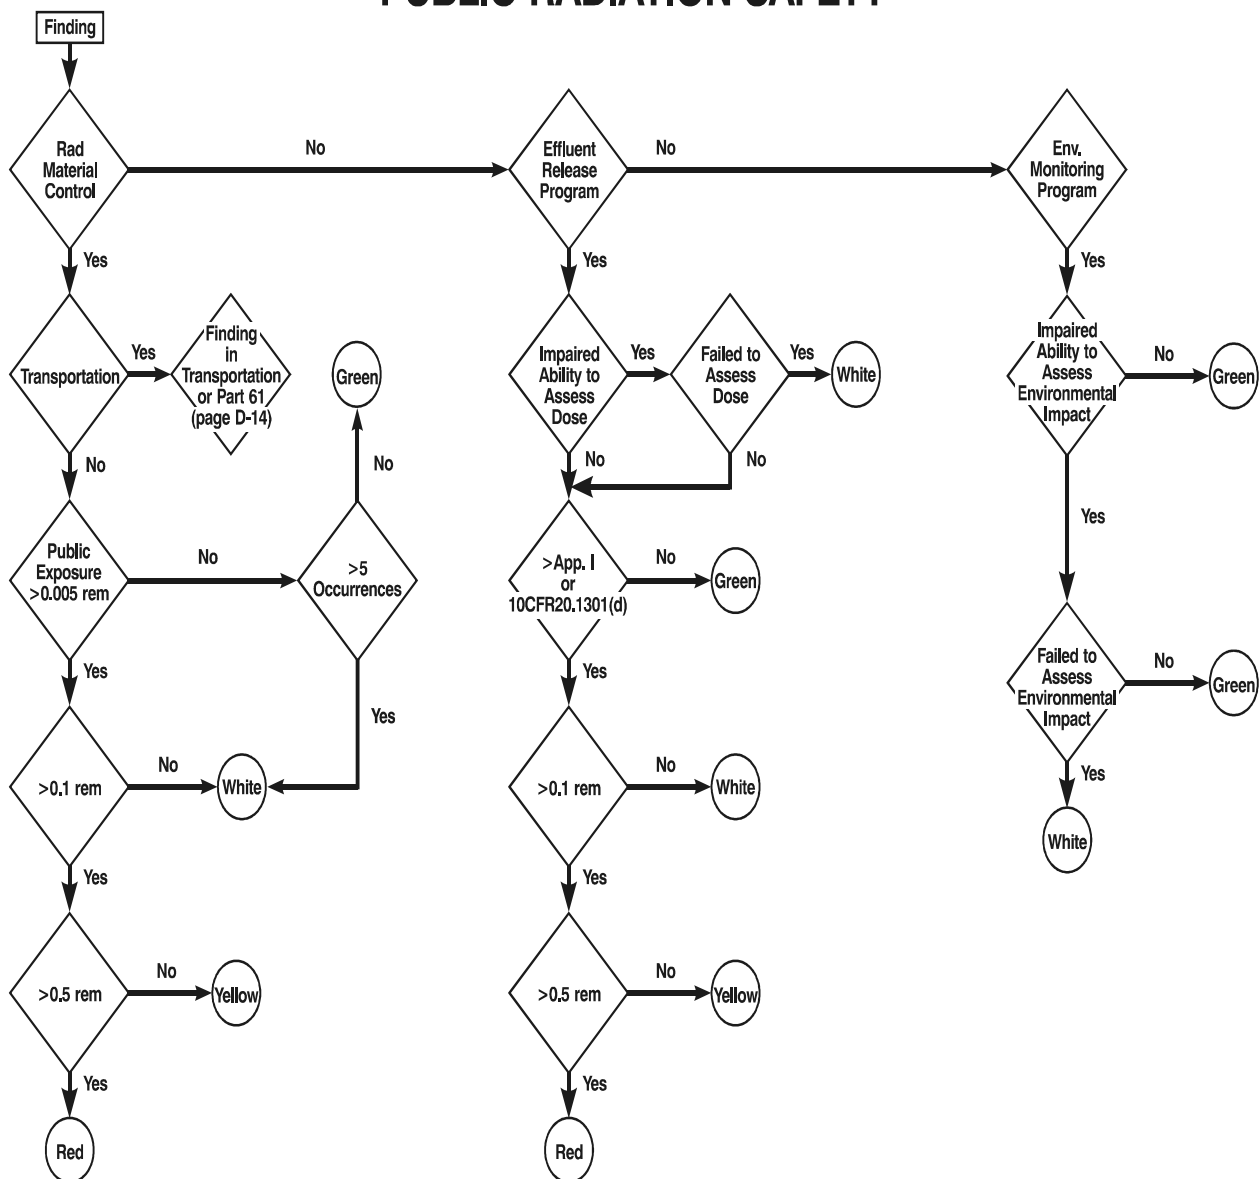 PUBLIC RADIATION SAFETY
Finding
Rad
Material
Control
No
Effluent
Release
Program
No
Env.
Monitoring
Program
Yes
Yes
Yes
Transportation
Yes
Finding
in
Transportation
or Part 61
(page D-14)
Green
Impaired
Ability to
Assess
Dose
Yes
Failed to
Assess
Dose
Yes
White
Impaired
Ability to
Assess
Environmental
Impact
No
Green
No
No
No
No
Public
Exposure
>0.005 rem
No
>5
Occurrences
>App. I
or
10CFR20.1301(d)
No
Green
Yes
Yes
Yes
Yes
Failed to
Assess
Environmental
Impact
No
Green
>0.1 rem
No
White
>0.1 rem
No
White
Yes
White
Yes
Yes
>0.5 rem
No
Yellow
>0.5 rem
No
Yellow
Yes
Yes
Red
Red